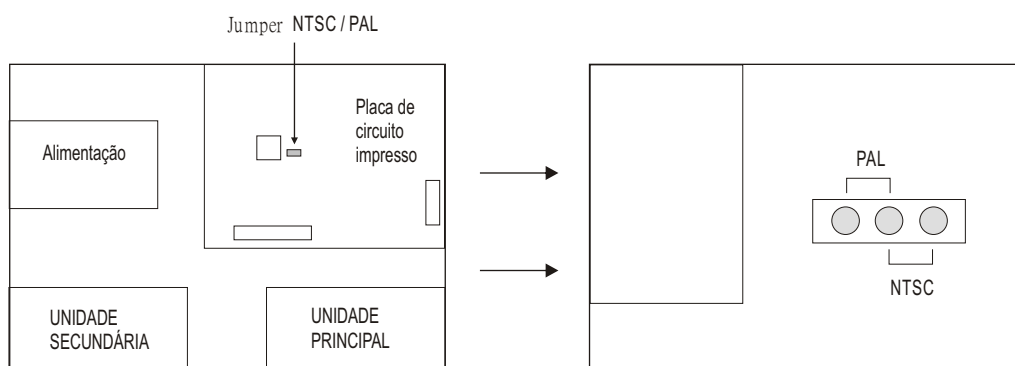 Jumper NTSC / PAL
Placa de
circuito
impresso
Alimentação
UNIDADE
SECUNDÁRIA
UNIDADE
PRINCIPAL
PAL
NTSC